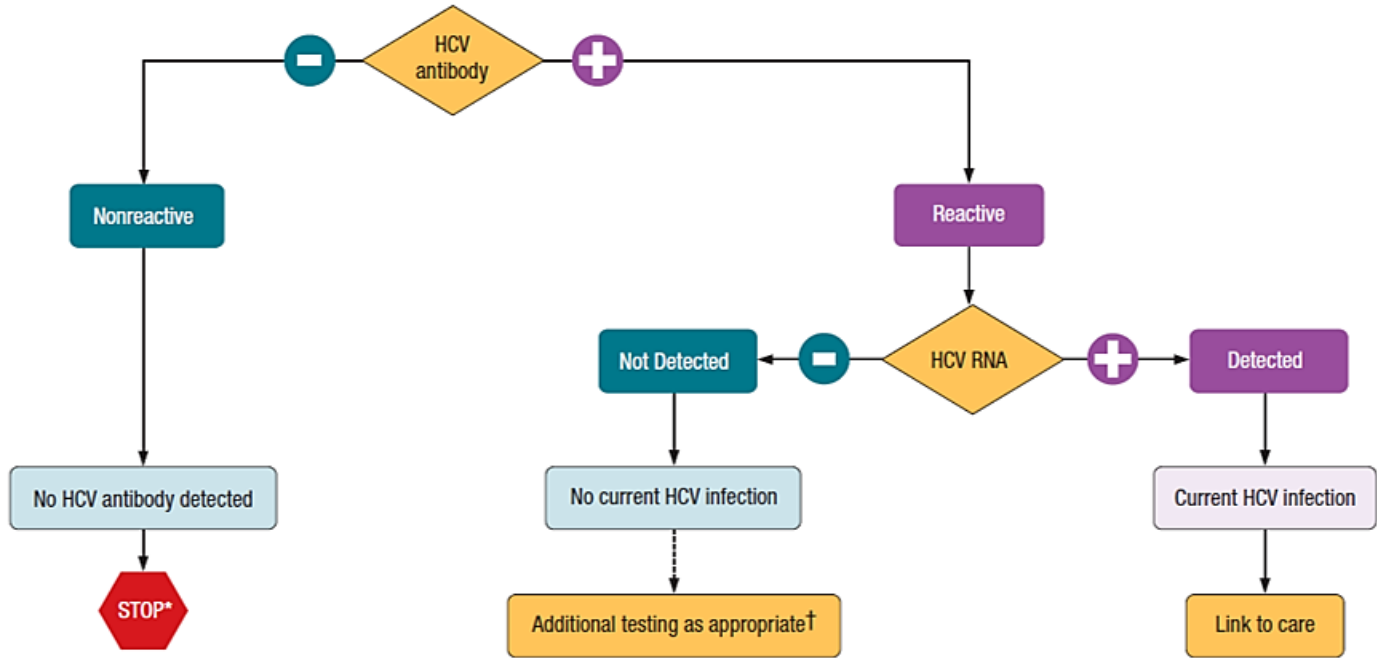 HCV
antibody
Nonreactive
Reactive
Not Detected
HCV RNA
Detected
No HCV antibody detected
No current HCV infection
Current HCV infection
STOP*
Additional testing as appropriate†
Link to care